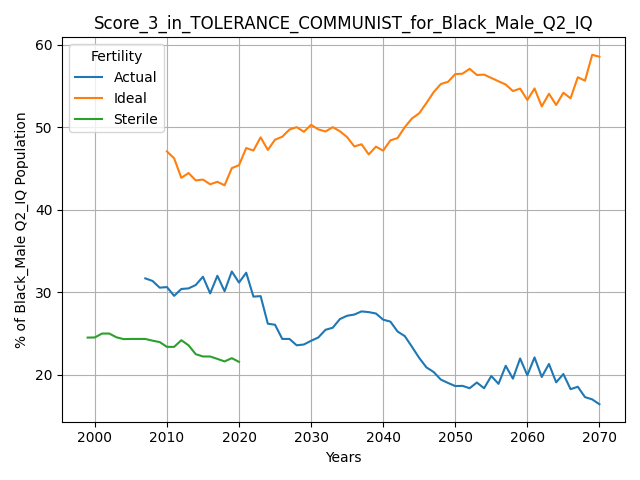 Score_3_in_TOLERANCE_COMMUNIST_for_Black_Male_Q2_IQ
% of Black_Male Q2_IQ Population
60
50
40
30
20
Fertility
Actual
Ideal
Sterile
2000 2010 2020 2030 2040 2050 2060 2070
Years